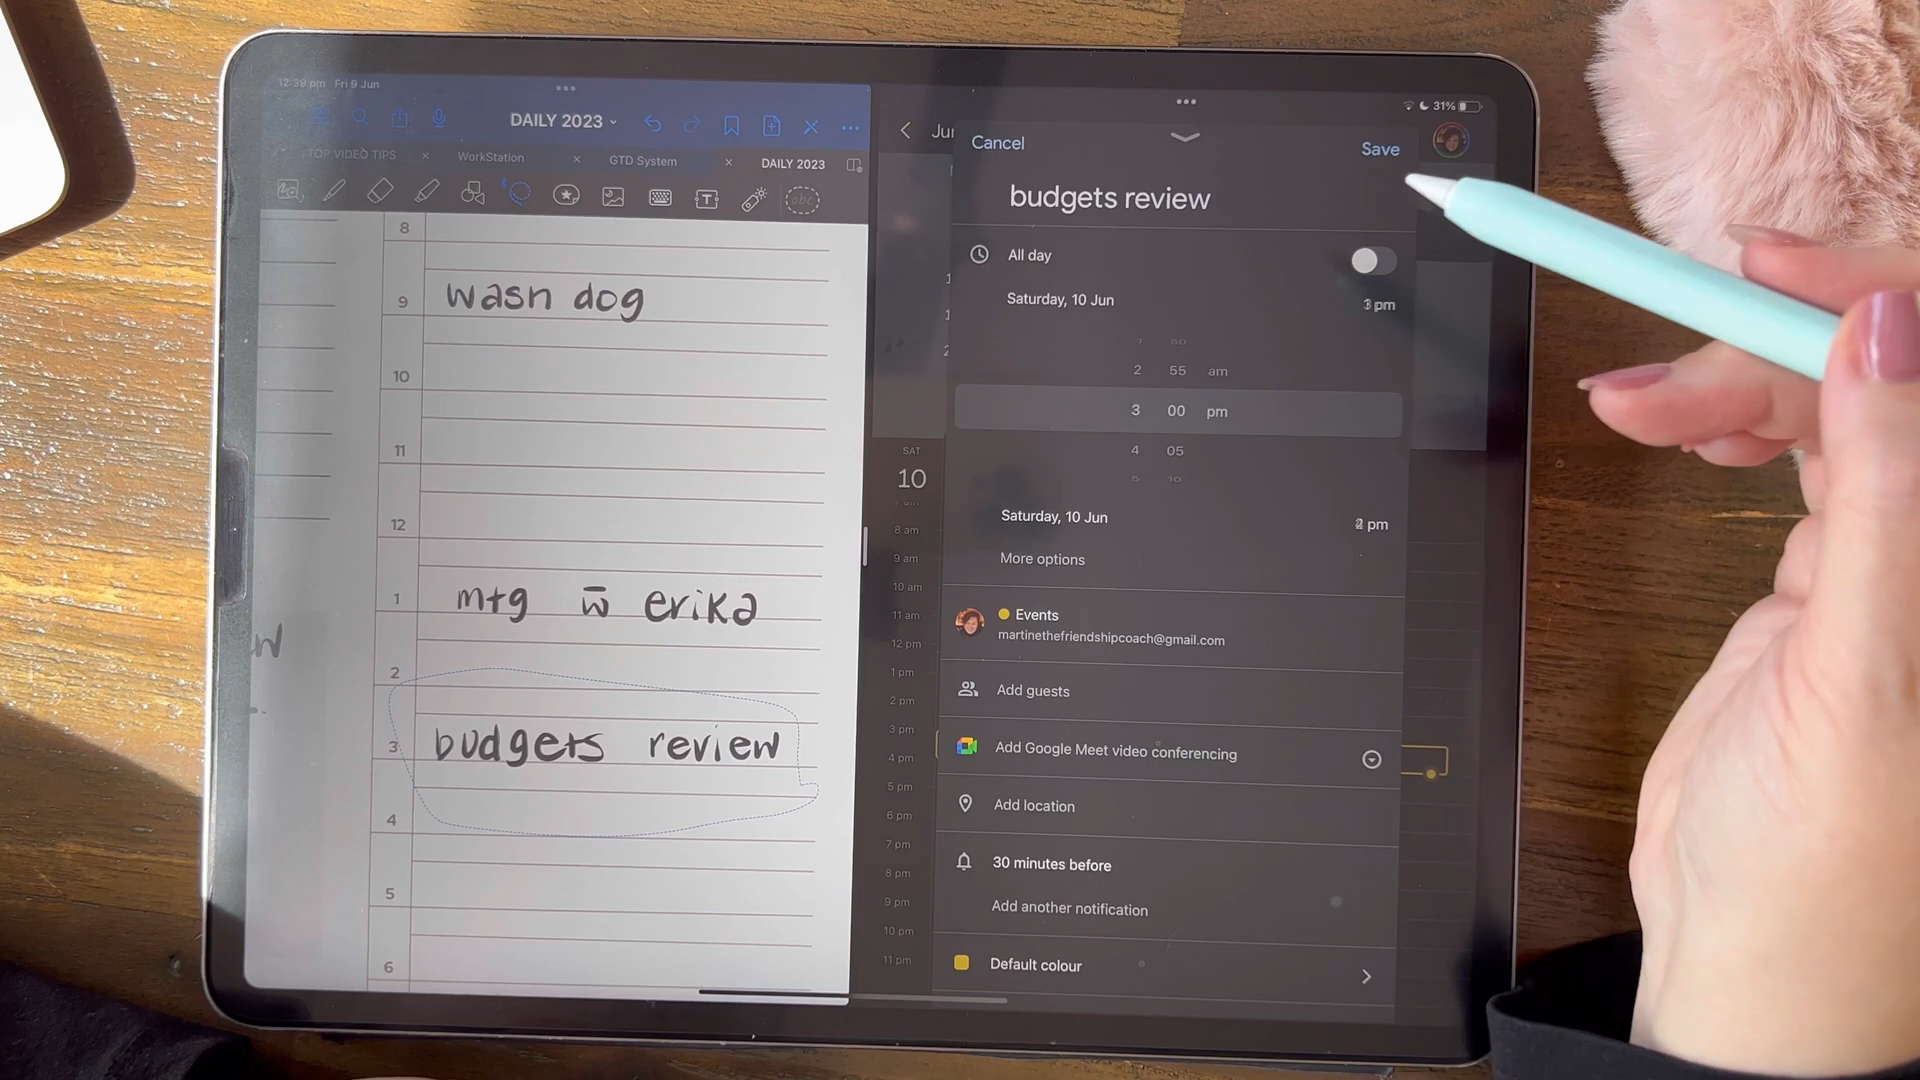 12:39 pm Fri 9 Jun
31%
DAILY 2023
TOP VIDEO TIPS
WorkStation
GTD System
DAILY 2023
abc
8
9 wash dog
10
11
12
1 mtg w̄ erika
2
3 budgets review
4
5
6
Cancel
Save
budgets review
All day
Saturday, 10 Jun
1 50
2 55 am
3 00 pm
4 05
5 10
Saturday, 10 Jun
More options
Events
martinethefriendshipcoach@gmail.com
Add guests
Add Google Meet video conferencing
Add location
30 minutes before
Add another notification
Default colour
SAT
10
8 am
9 am
10 am
11 am
12 pm
1 pm
2 pm
3 pm
4 pm
5 pm
6 pm
7 pm
8 pm
9 pm
10 pm
11 pm